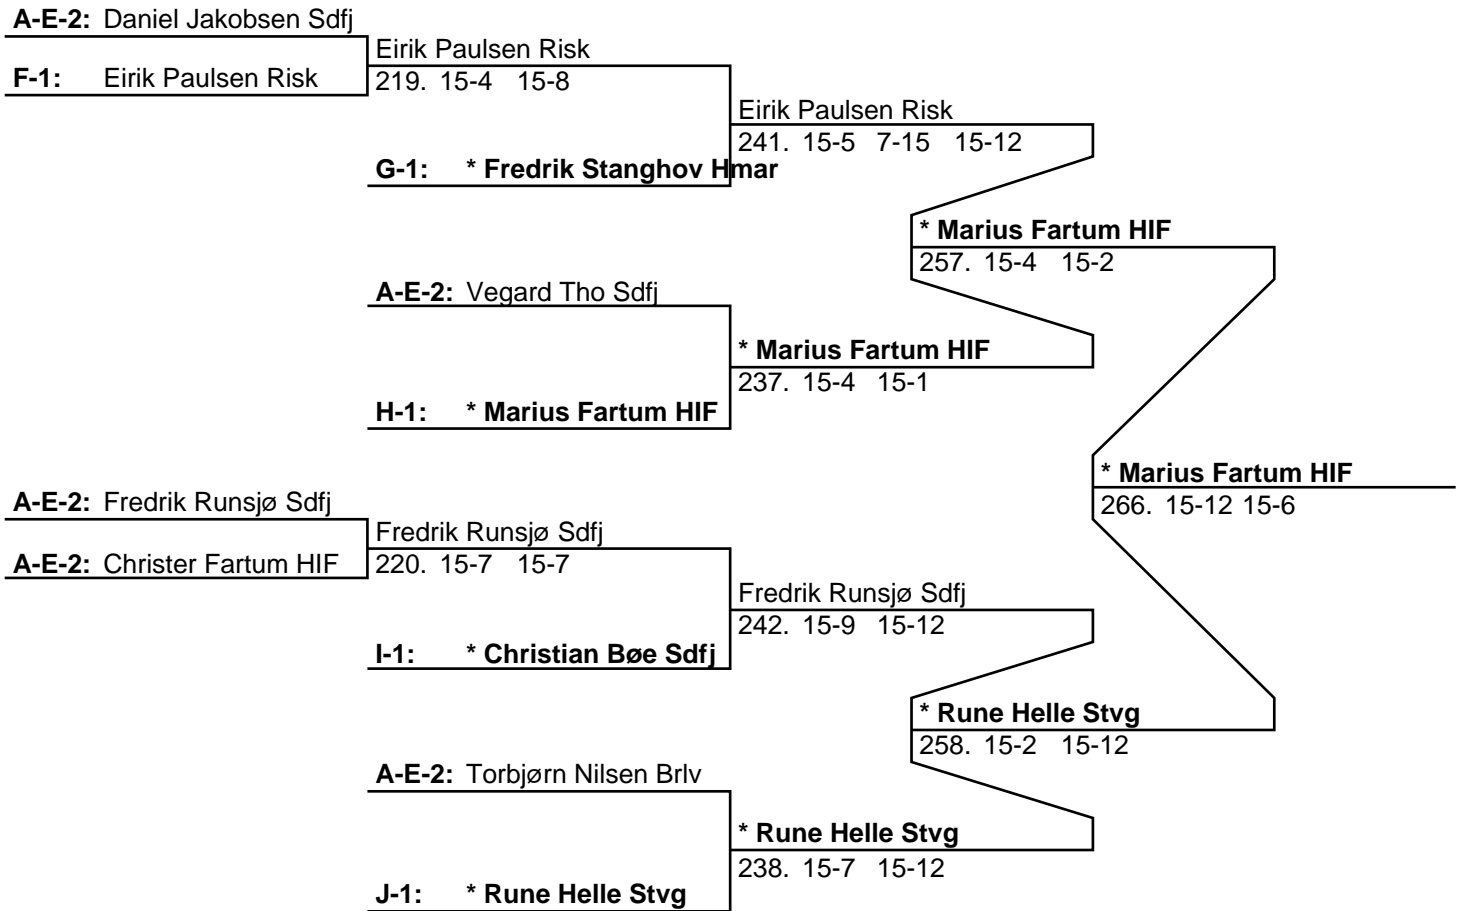 A-E-2: Daniel Jakobsen Sdfj
Eirik Paulsen Risk
F-1: Eirik Paulsen Risk
219. 15-4 15-8
Eirik Paulsen Risk
241. 15-5 7-15 15-12
G-1: * Fredrik Stanghov Hmar
* Marius Fartum HIF
257. 15-4 15-2
A-E-2: Vegard Tho Sdfj
* Marius Fartum HIF
237. 15-4 15-1
H-1: * Marius Fartum HIF
* Marius Fartum HIF
266. 15-12 15-6
A-E-2: Fredrik Runsjø Sdfj
Fredrik Runsjø Sdfj
A-E-2: Christer Fartum HIF
220. 15-7 15-7
Fredrik Runsjø Sdfj
242. 15-9 15-12
I-1: * Christian Bøe Sdfj
* Rune Helle Stvg
258. 15-2 15-12
A-E-2: Torbjørn Nilsen Brlv
* Rune Helle Stvg
238. 15-7 15-12
J-1: * Rune Helle Stvg